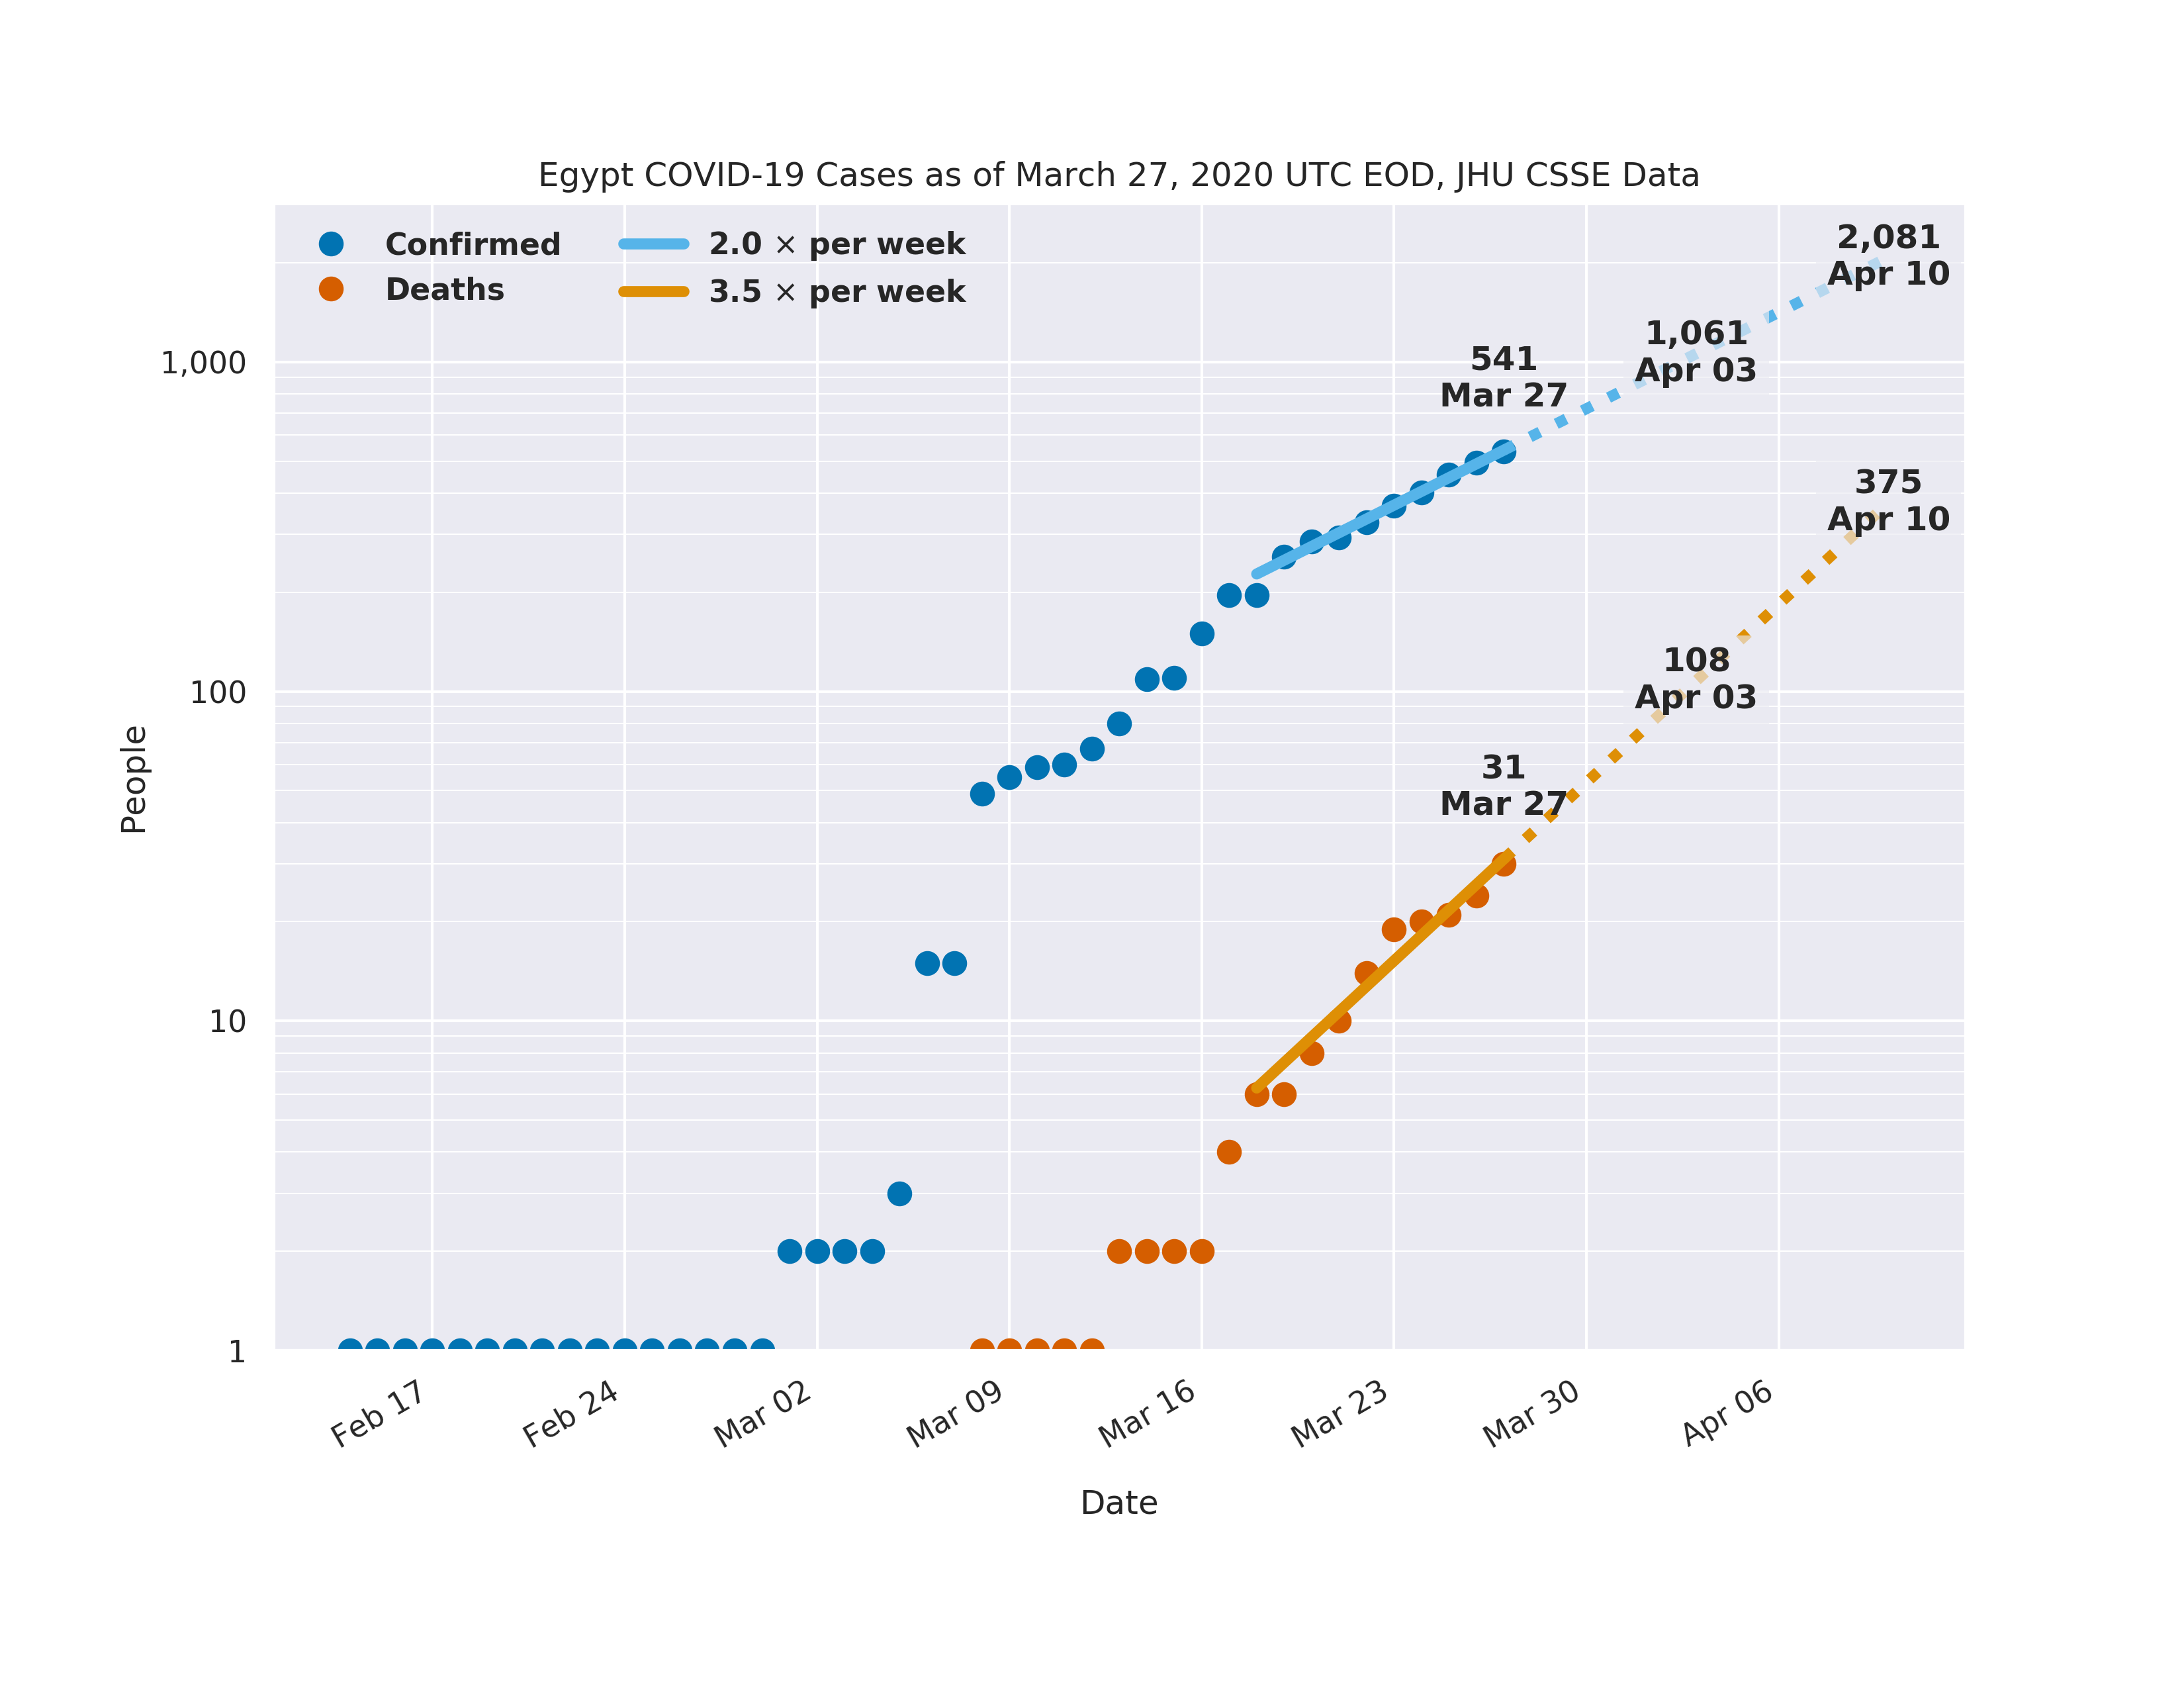 Egypt COVID-19 Cases as of March 27, 2020 UTC EOD, JHU CSSE Data
Confirmed
Deaths
2.0 × per week
3.5 × per week
2,081
Apr 10
1,061
Apr 03
541
Mar 27
375
Apr 10
108
Apr 03
31
Mar 27
People
1,000
100
10
1
Feb 17
Feb 24
Mar 02
Mar 09
Mar 16
Mar 23
Mar 30
Apr 06
Date